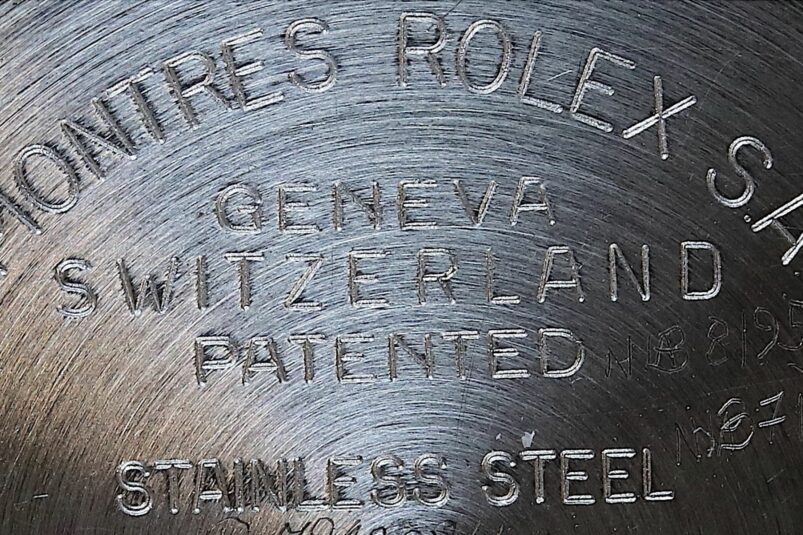 MONTRES ROLEX S.A
GENEVA
SWITZERLAND
PATENTED
STAINLESS STEEL